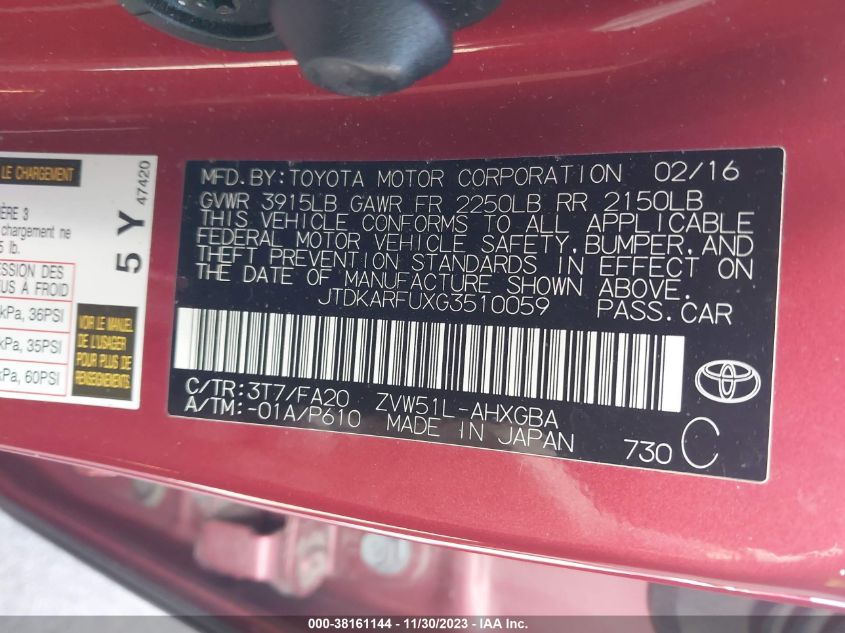 LE CHARGEMENT
IÈRE 3
chargement ne
5 lb.
ESSION DES
US À FROID
kPa, 36PSI
kPa, 35PSI
kPa, 60PSI
5 Y 47420
VOIR LE MANUEL
DE L'USAGER
POUR PLUS DE
RENSEIGNEMENTS
MFD.BY:TOYOTA MOTOR CORPORATION 02/16
GVWR 3915LB GAWR FR 2250LB RR 2150LB
THIS VEHICLE CONFORMS TO ALL APPLICABLE
FEDERAL MOTOR VEHICLE SAFETY,BUMPER,AND
THEFT PREVENTION STANDARDS IN EFFECT ON
THE DATE OF MANUFACTURE SHOWN ABOVE.
JTDKARFUXG3510059 PASS.CAR
C/TR:3T7/FA20 ZVW51L-AHXGBA
A/TM:-01A/P610 MADE IN JAPAN 730 C
000-38161144 - 11/30/2023 - IAA Inc.